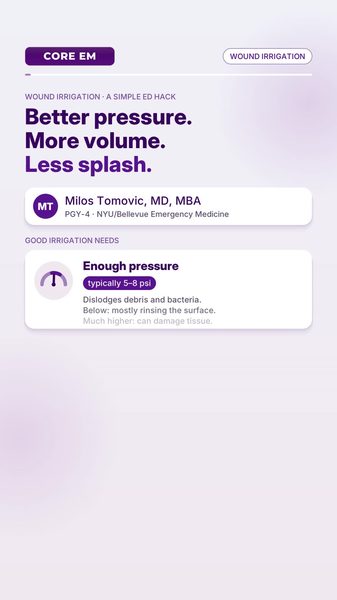 CORE EM
WOUND IRRIGATION
WOUND IRRIGATION · A SIMPLE ED HACK
Better pressure.
More volume.
Less splash.
MT
Milos Tomovic, MD, MBA
PGY-4 · NYU/Bellevue Emergency Medicine
GOOD IRRIGATION NEEDS
Enough pressure
typically 5–8 psi
Dislodges debris and bacteria.
Below: mostly rinsing the surface.
Much higher: can damage tissue.